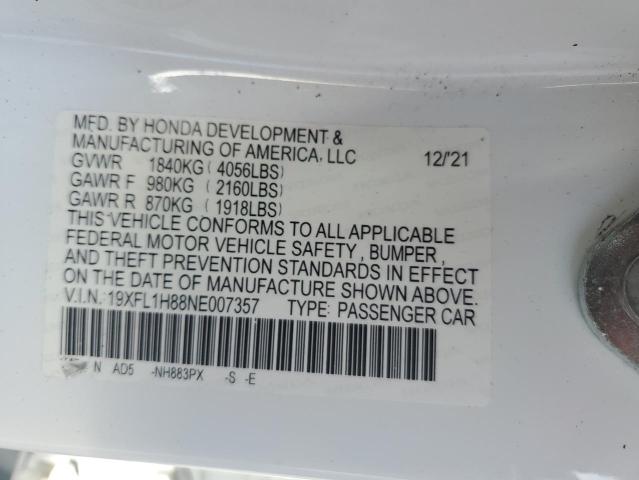 MFD. BY HONDA DEVELOPMENT &
MANUFACTURING OF AMERICA, LLC 12/'21
GVWR 1840KG ( 4056LBS)
GAWR F 980KG ( 2160LBS)
GAWR R 870KG ( 1918LBS)
THIS VEHICLE CONFORMS TO ALL APPLICABLE
FEDERAL MOTOR VEHICLE SAFETY, BUMPER,
AND THEFT PREVENTION STANDARDS IN EFFECT
ON THE DATE OF MANUFACTURE SHOWN ABOVE.
V.I.N. 19XFL1H88NE007357 TYPE: PASSENGER CAR
N AD5 -NH883PX -S -E